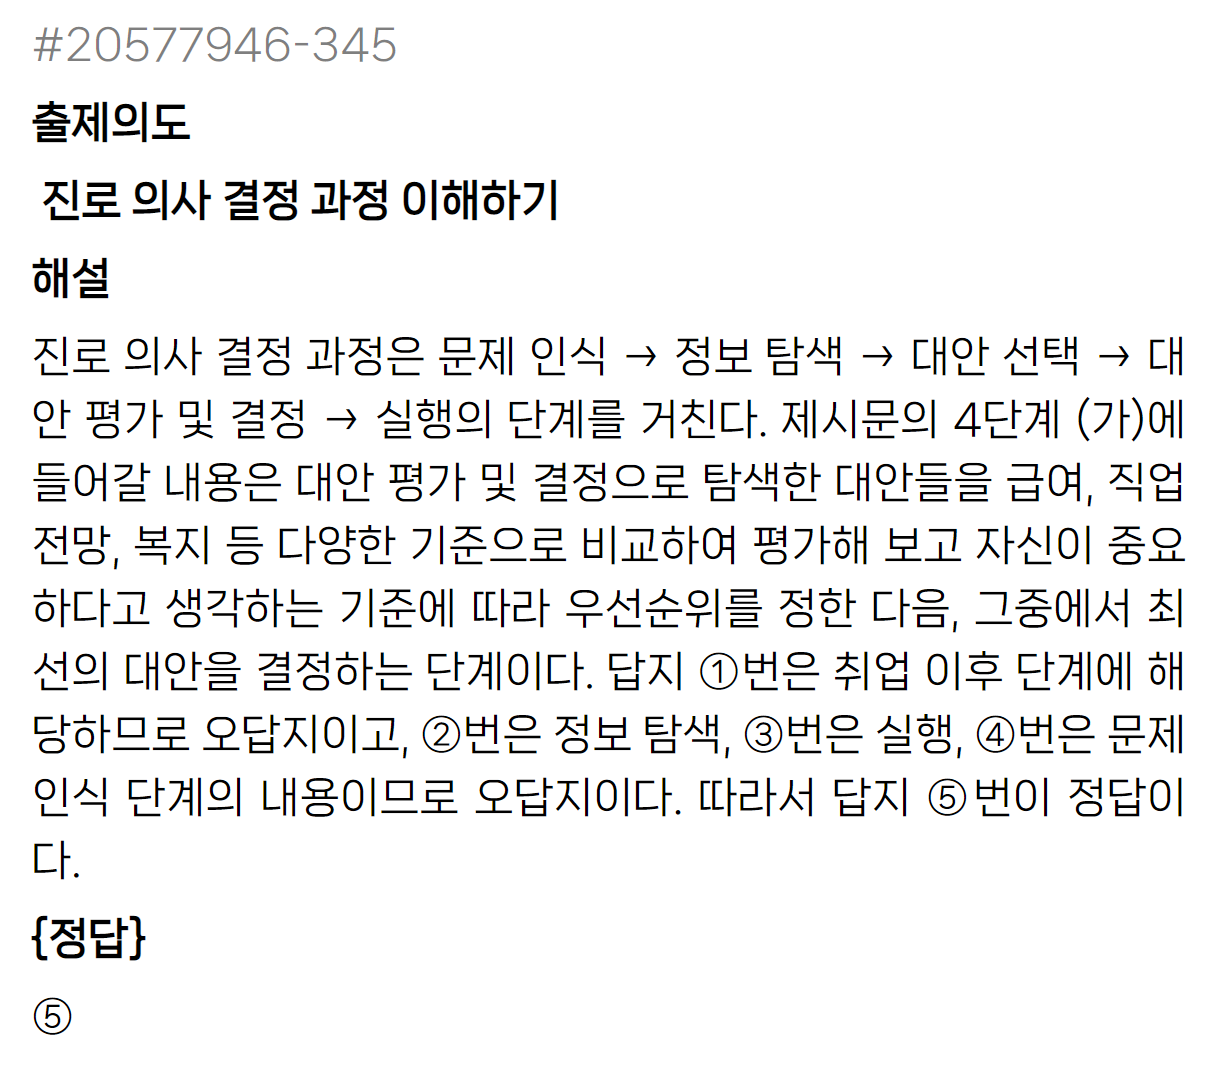 #20577946-345
출제의도
진로 의사 결정 과정 이해하기
해설
진로 의사 결정 과정은 문제 인식 → 정보 탐색 → 대안 선택 → 대
안 평가 및 결정 → 실행의 단계를 거친다. 제시문의 4단계 (가)에
들어갈 내용은 대안 평가 및 결정으로 탐색한 대안들을 급여, 직업
전망, 복지 등 다양한 기준으로 비교하여 평가해 보고 자신이 중요
하다고 생각하는 기준에 따라 우선순위를 정한 다음, 그중에서 최
선의 대안을 결정하는 단계이다. 답지 ①번은 취업 이후 단계에 해
당하므로 오답지이고, ②번은 정보 탐색, ③번은 실행, ④번은 문제
인식 단계의 내용이므로 오답지이다. 따라서 답지 ⑤번이 정답이
다.
{정답}
⑤